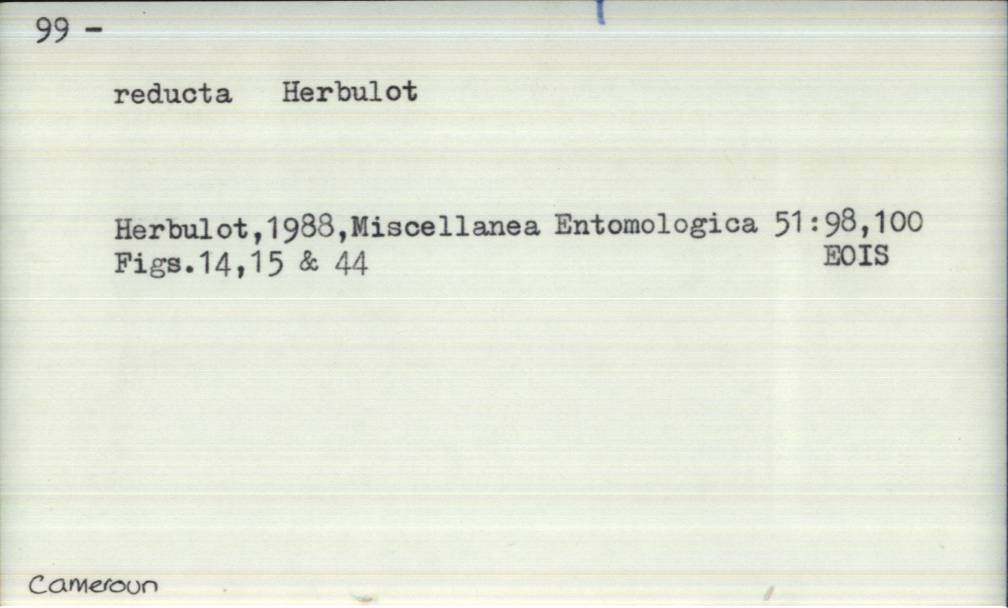 99 -
reducta Herbulot
Herbulot,1988,Miscellanea Entomologica 51:98,100
Figs.14,15 & 44 EOIS
Cameroun